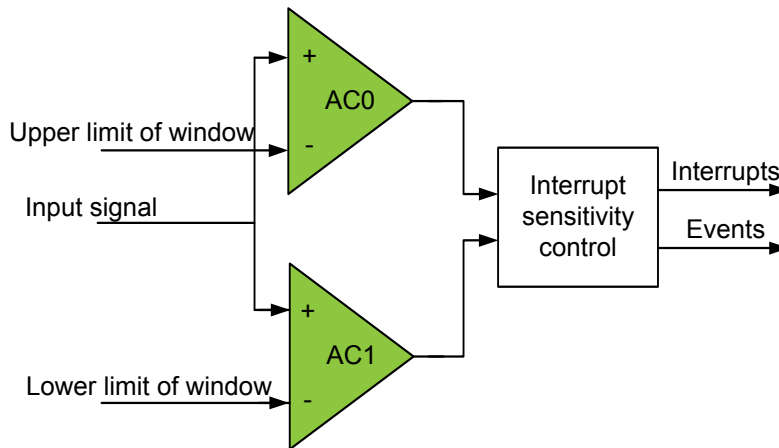 +
AC0
Upper limit of window
-
Input signal
Interrupt
sensitivity
control
Interrupts
Events
+
AC1
Lower limit of window
-